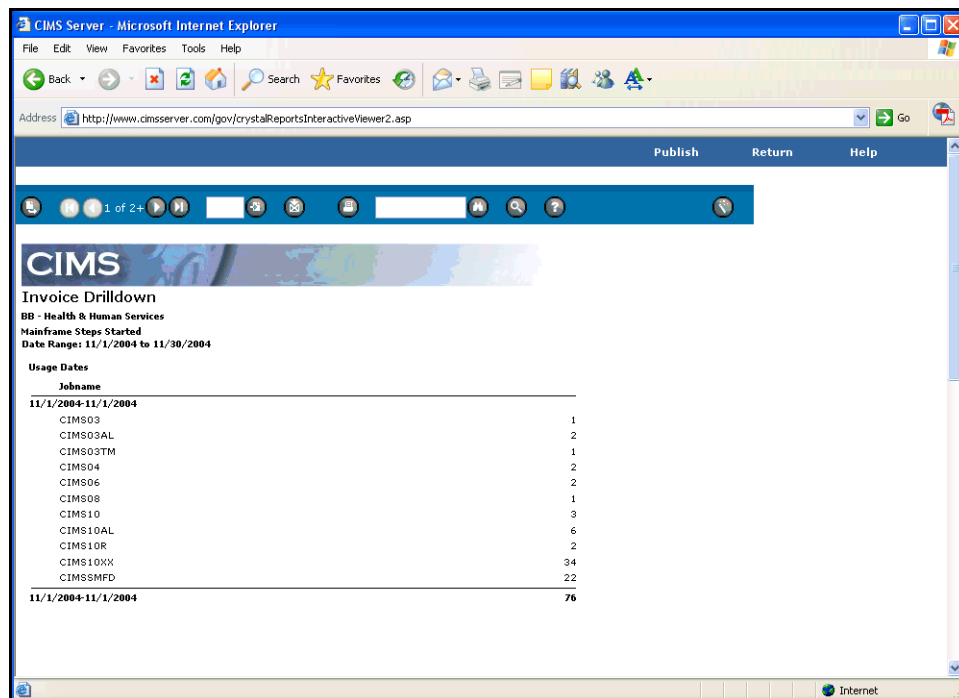 CIMS Server - Microsoft Internet Explorer
File Edit View Favorites Tools Help
Back Search Favorites
Address http://www.cimsserver.com/gov/crystalReportsInteractiveViewer2.asp Go
Publish Return Help
1 of 2+
CIMS
Invoice Drilldown
BB - Health & Human Services
Mainframe Steps Started
Date Range: 11/1/2004 to 11/30/2004
Usage Dates
Jobname
11/1/2004-11/1/2004
CIMS03 1
CIMS03AL 2
CIMS03TM 1
CIMS04 2
CIMS06 2
CIMS08 1
CIMS10 3
CIMS10AL 6
CIMS10R 2
CIMS10XX 34
CIMSSMFD 22
11/1/2004-11/1/2004 76
Internet